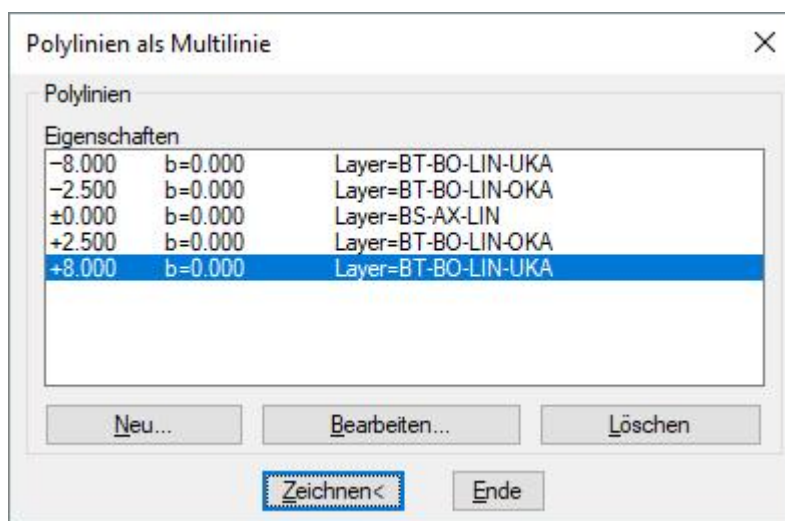 Polylinien als Multilinie
Polylinien
Eigenschaften
−8.000 b=0.000 Layer=BT-BO-LIN-UKA
−2.500 b=0.000 Layer=BT-BO-LIN-OKA
±0.000 b=0.000 Layer=BS-AX-LIN
+2.500 b=0.000 Layer=BT-BO-LIN-OKA
+8.000 b=0.000 Layer=BT-BO-LIN-UKA
Neu... Bearbeiten... Löschen
Zeichnen< Ende